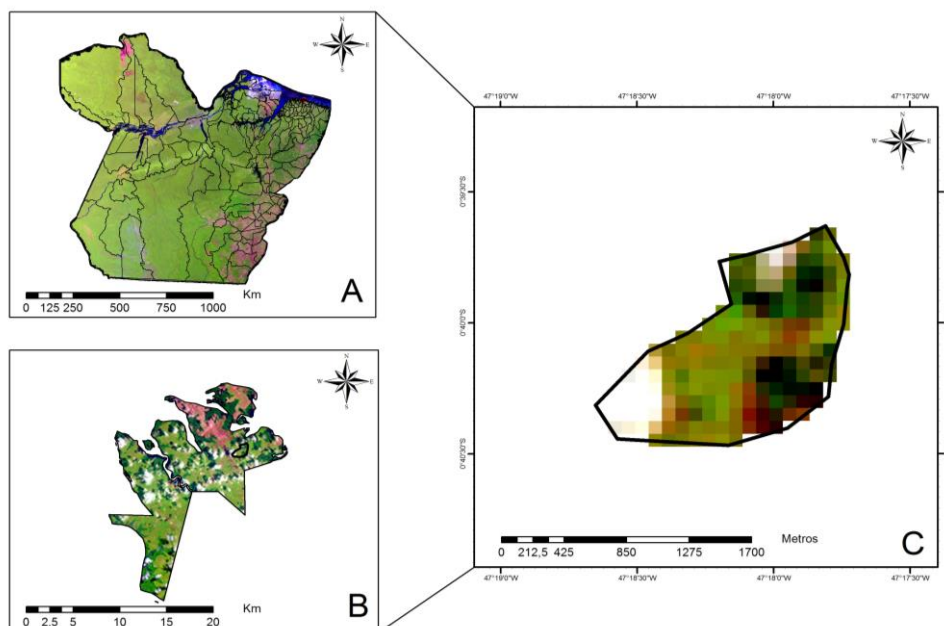 N
W E
S
Km
0 125 250 500 750 1000
A
N
W E
S
Km
0 2,5 5 10 15 20
B
47°19'0"W 47°18'30"W 47°18'0"W 47°17'30"W
N
W E
S
0°39'30"S
0°40'0"S
0°40'30"S
Metros
0 212,5 425 850 1275 1700
C
47°19'0"W 47°18'30"W 47°18'0"W 47°17'30"W